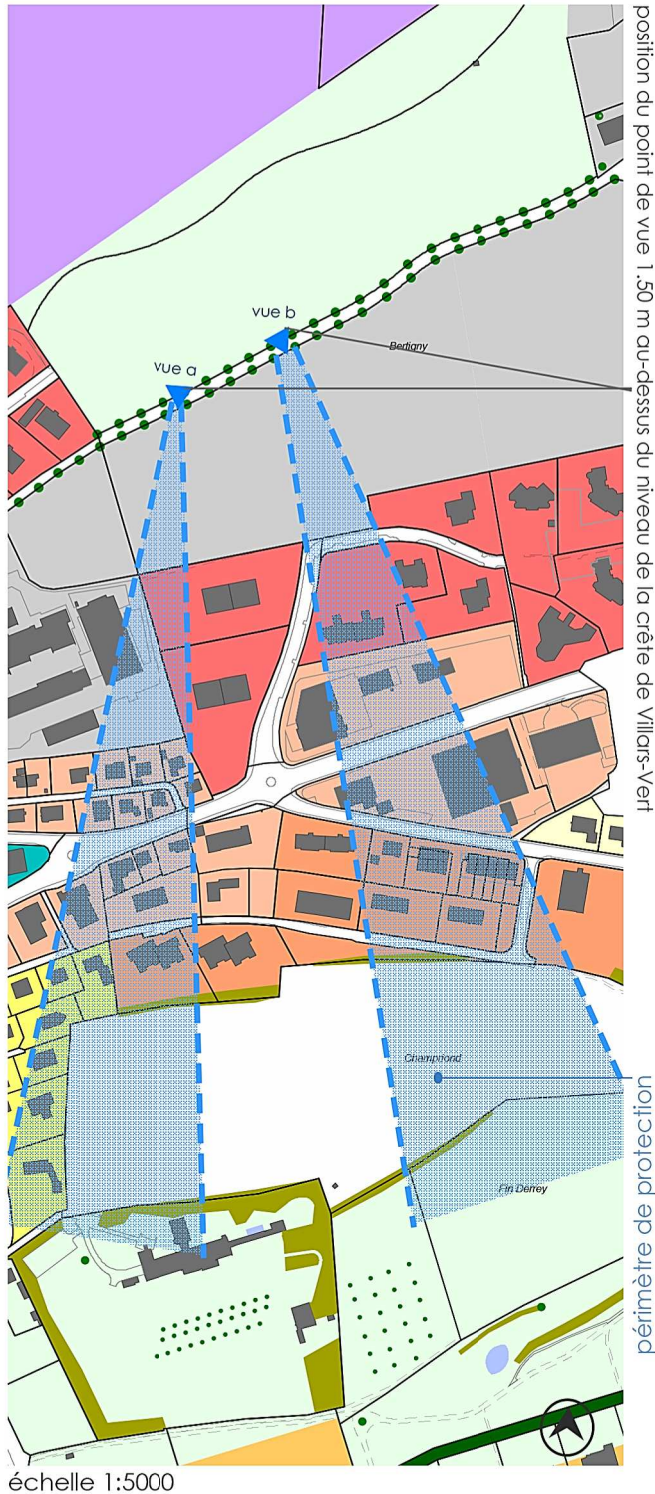 position du point de vue 1.50 m au-dessus du niveau de la crête de Villars-Vert
vue b
Bertigny
vue a
Champriond
périmètre de protection
Fin Derrey
échelle 1:5000